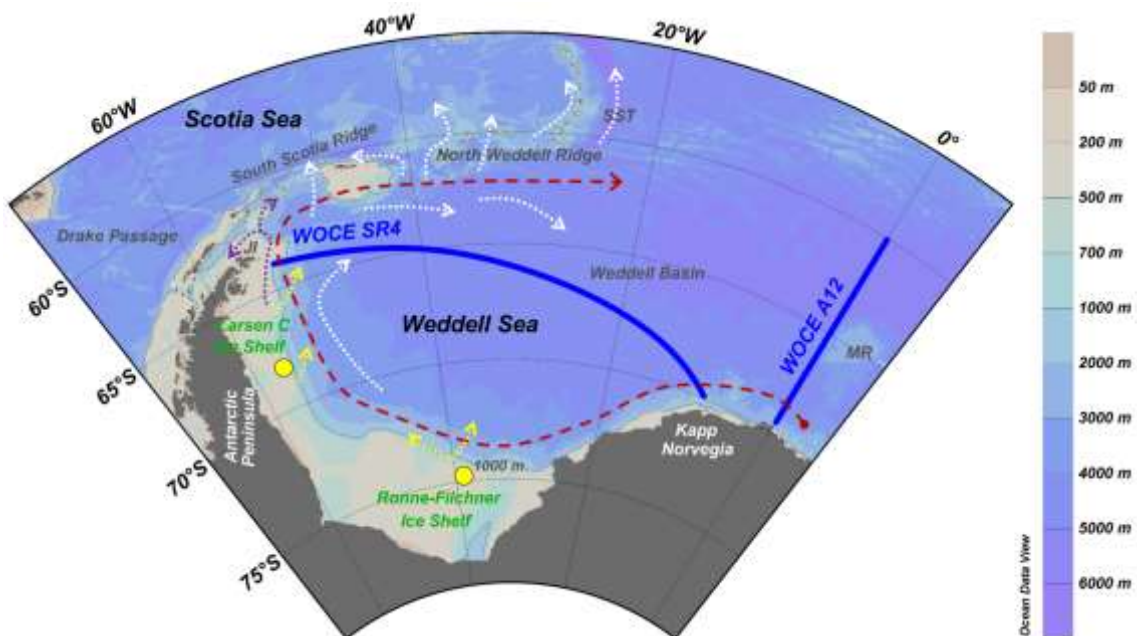 40°W
20°W
60°W
0°
Scotia Sea
SST
South Scotia Ridge
North Weddell Ridge
Drake Passage
JI
WOCE SR4
60°S
Weddell Basin
Weddell Sea
WOCE A12
MR
Larsen C
Ice Shelf
65°S
Antarctic
Peninsula
Kapp
Norvegia
70°S
1000 m
Ronne-Filchner
Ice Shelf
75°S
50 m
200 m
500 m
700 m
1000 m
2000 m
3000 m
4000 m
5000 m
6000 m
Ocean Data View